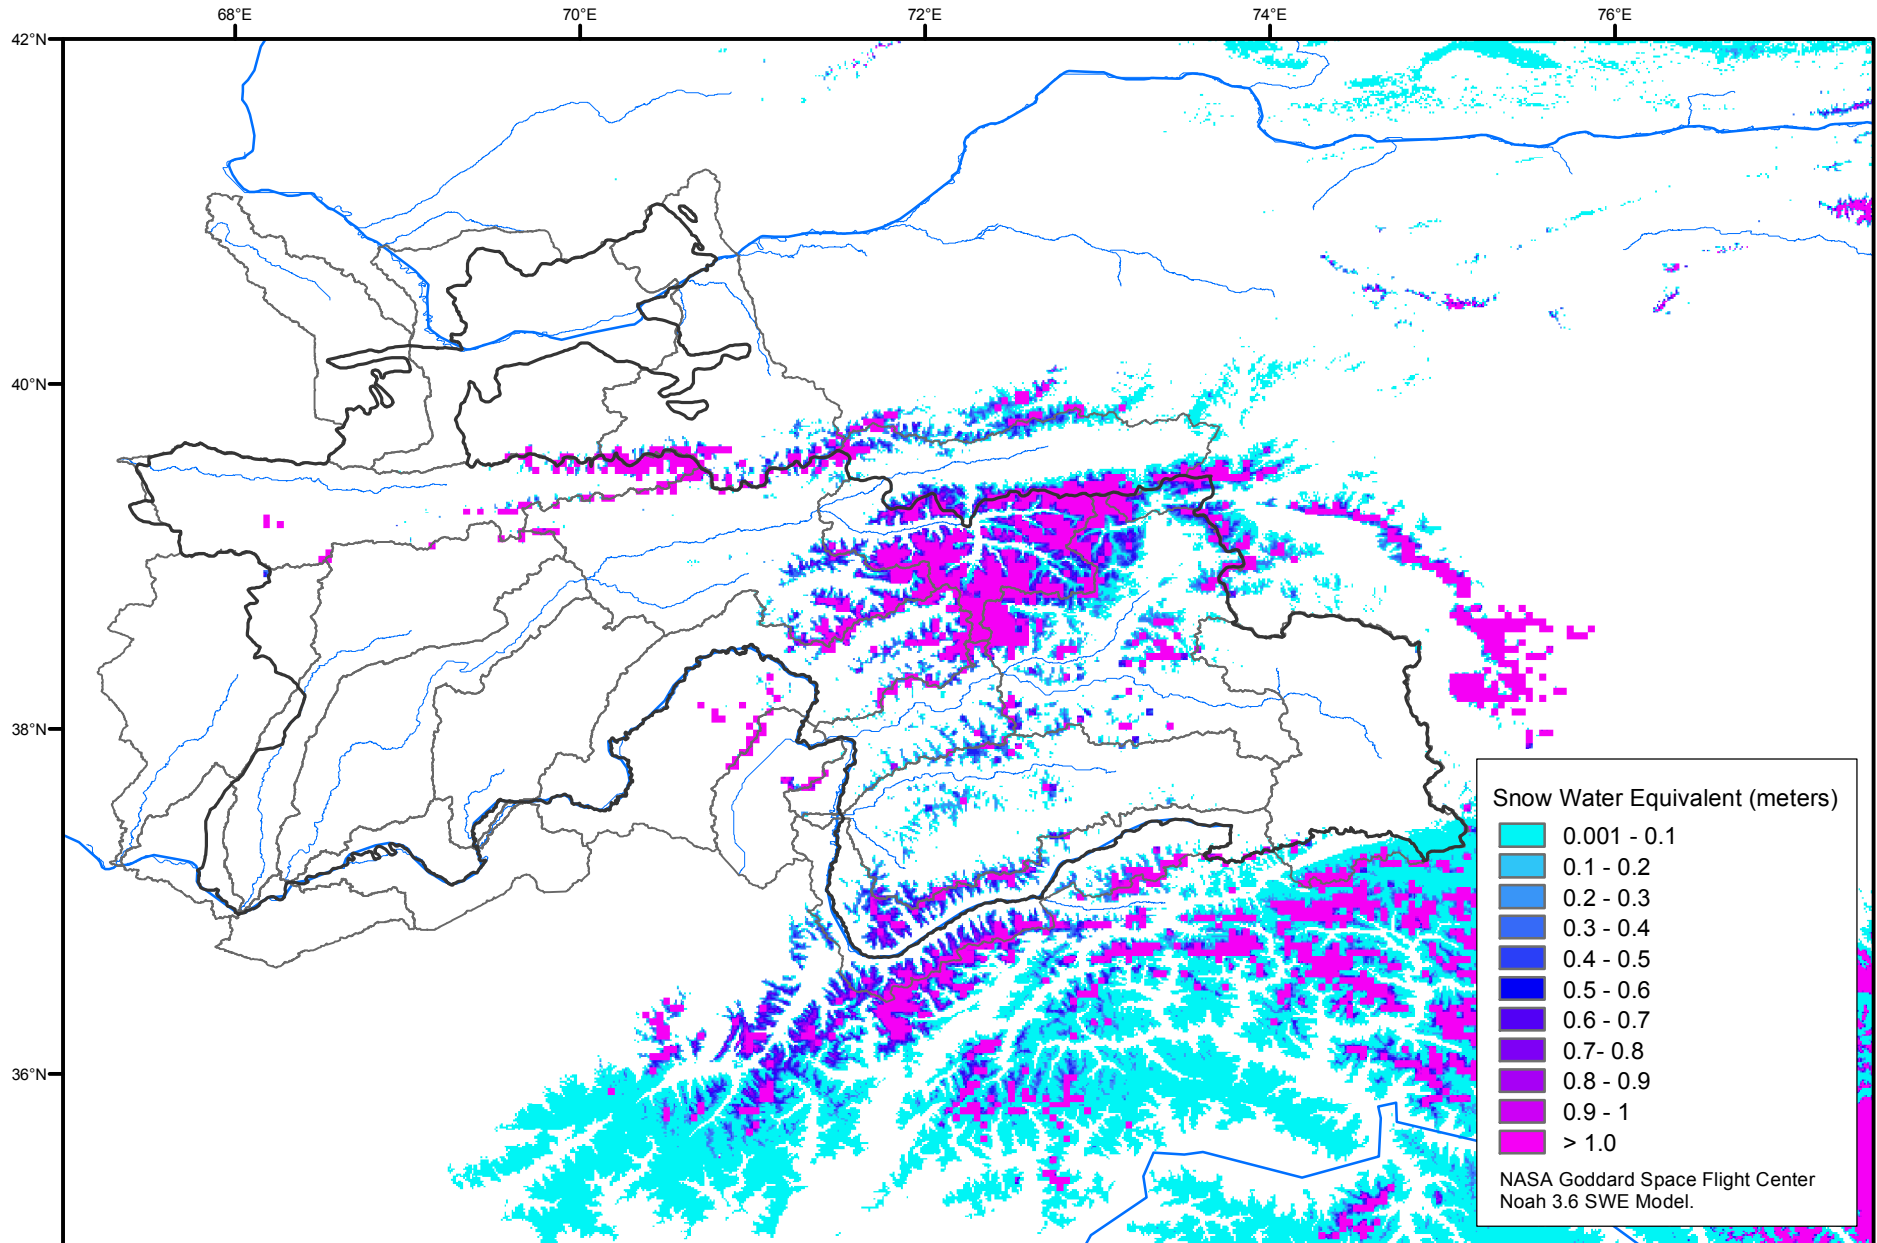 68°E
70°E
72°E
74°E
76°E
42°N
40°N
38°N
36°N
Snow Water Equivalent (meters)
0.001 - 0.1
0.1 - 0.2
0.2 - 0.3
0.3 - 0.4
0.4 - 0.5
0.5 - 0.6
0.6 - 0.7
0.7- 0.8
0.8 - 0.9
0.9 - 1
> 1.0
NASA Goddard Space Flight Center
Noah 3.6 SWE Model.